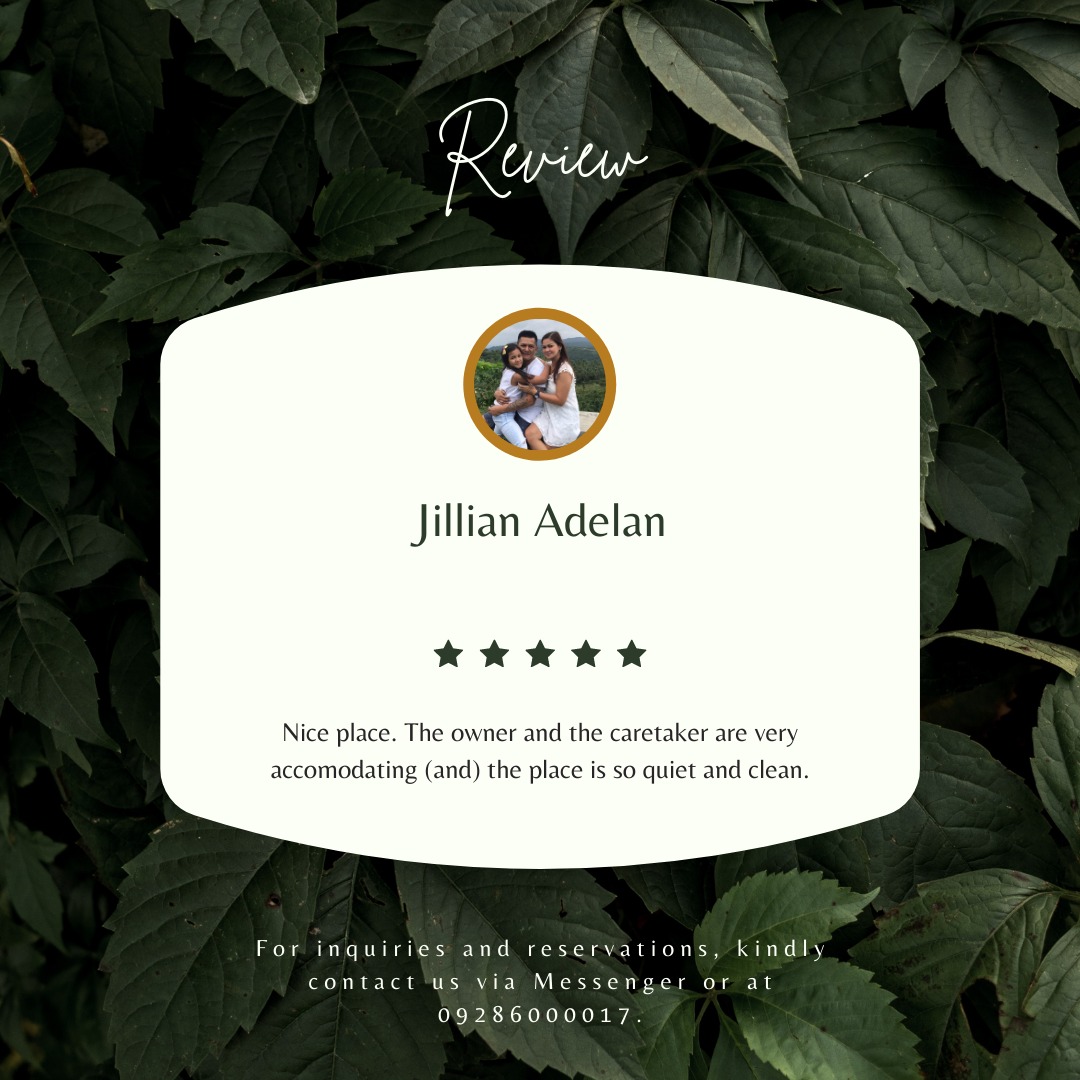 Review
Jillian Adelan
Nice place. The owner and the caretaker are very
accomodating (and) the place is so quiet and clean.
For inquiries and reservations, kindly
contact us via Messenger or at
09286000017.